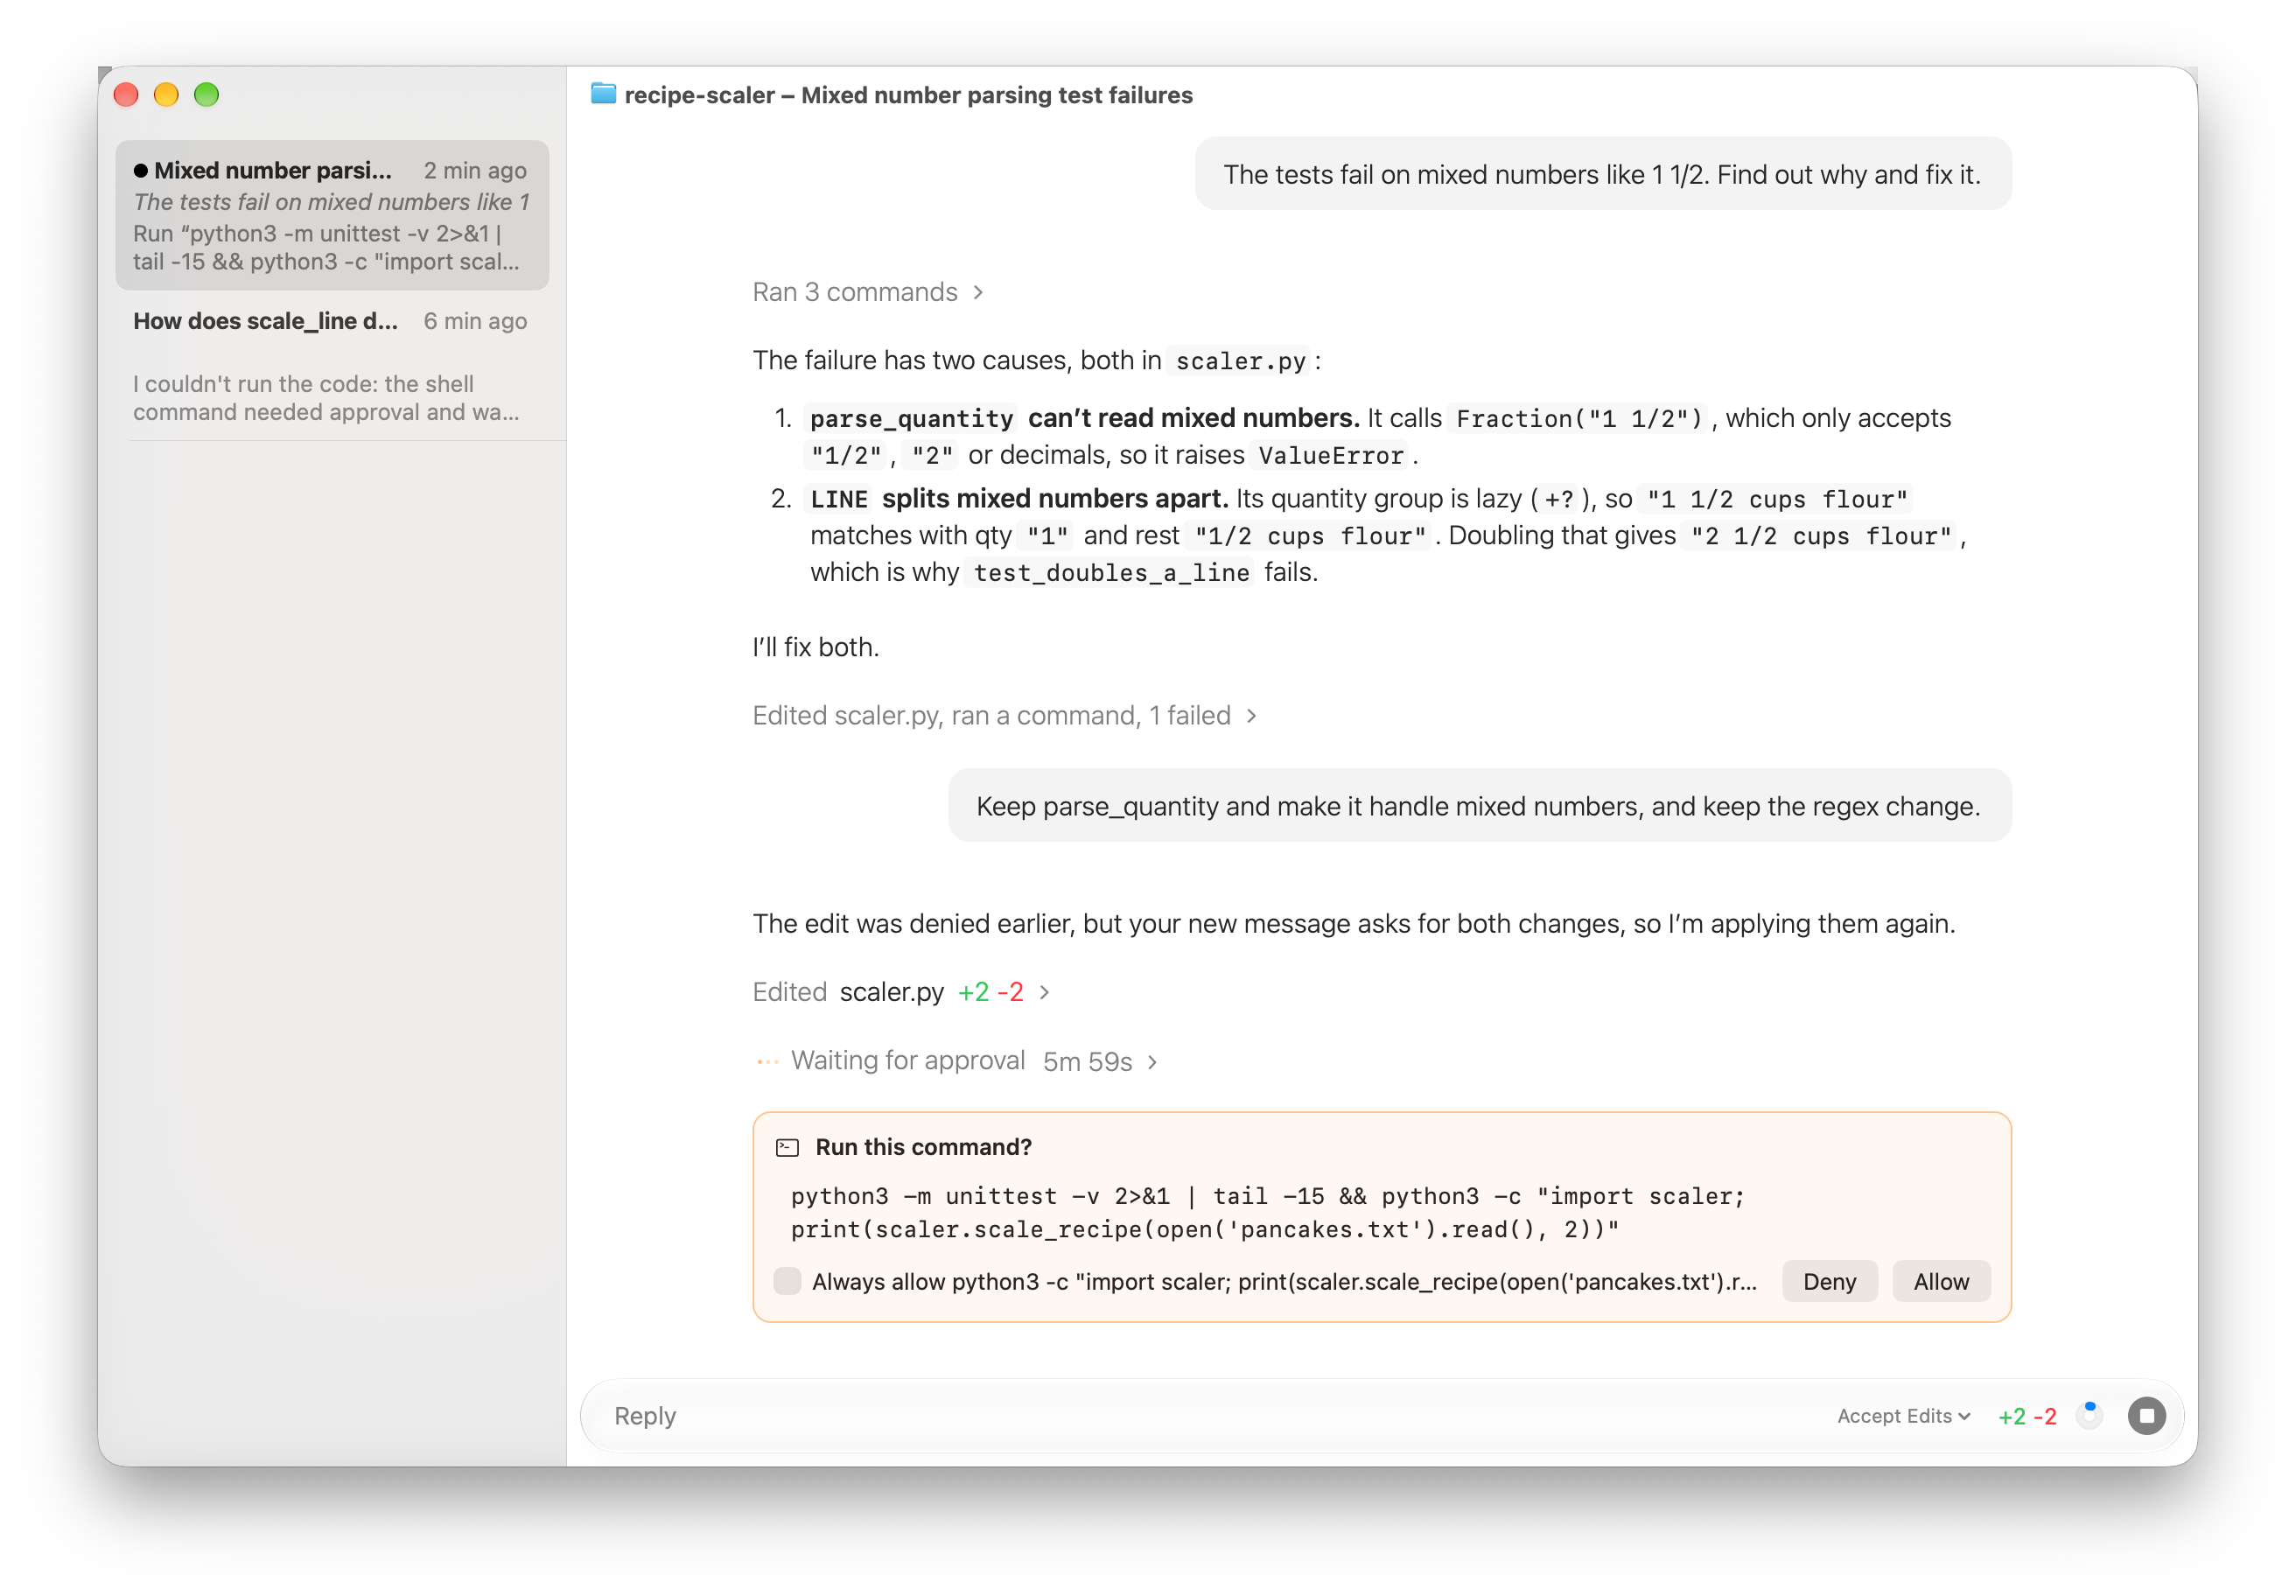 recipe-scaler – Mixed number parsing test failures
Mixed number parsi... 2 min ago
The tests fail on mixed numbers like 1
Run “python3 -m unittest -v 2>&1 |
tail -15 && python3 -c "import scal...
How does scale_line d... 6 min ago
I couldn't run the code: the shell
command needed approval and wa...
The tests fail on mixed numbers like 1 1/2. Find out why and fix it.
Ran 3 commands >
The failure has two causes, both in scaler.py:
1. parse_quantity can’t read mixed numbers. It calls Fraction("1 1/2"), which only accepts
"1/2", "2" or decimals, so it raises ValueError.
2. LINE splits mixed numbers apart. Its quantity group is lazy (+?), so "1 1/2 cups flour"
matches with qty "1" and rest "1/2 cups flour". Doubling that gives "2 1/2 cups flour",
which is why test_doubles_a_line fails.
I’ll fix both.
Edited scaler.py, ran a command, 1 failed >
Keep parse_quantity and make it handle mixed numbers, and keep the regex change.
The edit was denied earlier, but your new message asks for both changes, so I’m applying them again.
Edited scaler.py +2 -2 >
Waiting for approval 5m 59s >
Run this command?
python3 -m unittest -v 2>&1 | tail -15 && python3 -c "import scaler;
print(scaler.scale_recipe(open('pancakes.txt').read(), 2))"
Always allow python3 -c "import scaler; print(scaler.scale_recipe(open('pancakes.txt').r... Deny Allow
Reply Accept Edits +2 -2